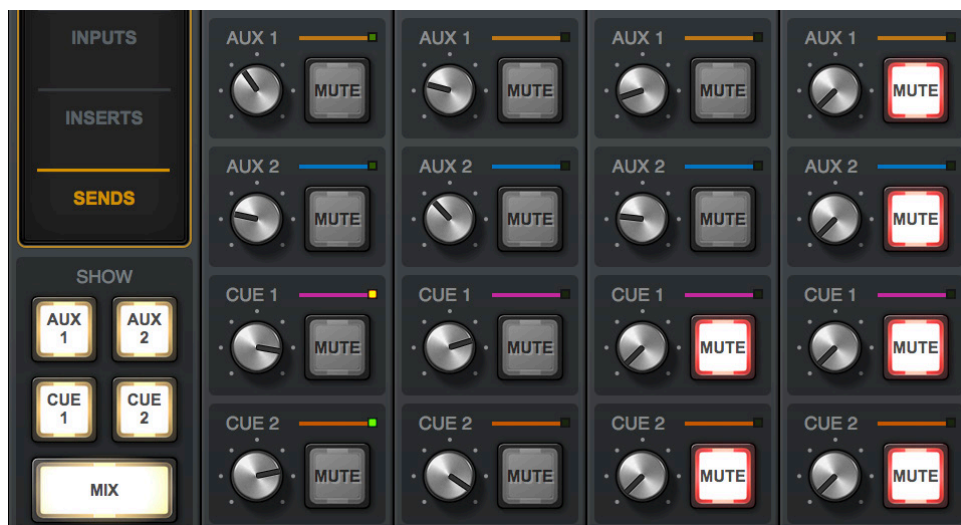 INPUTS
INSERTS
SENDS
SHOW
AUX 1
AUX 2
CUE 1
CUE 2
MIX
AUX 1 AUX 1 AUX 1 AUX 1
MUTE MUTE MUTE MUTE
AUX 2 AUX 2 AUX 2 AUX 2
MUTE MUTE MUTE MUTE
CUE 1 CUE 1 CUE 1 CUE 1
MUTE MUTE MUTE MUTE
CUE 2 CUE 2 CUE 2 CUE 2
MUTE MUTE MUTE MUTE